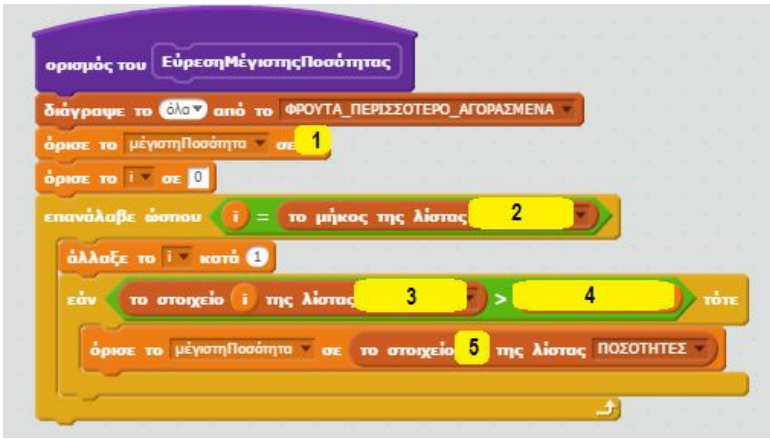 ορισμός του ΕύρεσηΜέγιστηςΠοσότητας
διάγραψε το όλα από το ΦΡΟΥΤΑ_ΠΕΡΙΣΣΟΤΕΡΟ_ΑΓΟΡΑΣΜΕΝΑ
όρισε το μέγιστηΠοσότητα σε 1
όρισε το i σε 0
επανάλαβε ώσπου i = το μήκος της λίστας 2
άλλαξε το i κατά 1
εάν το στοιχείο i της λίστας 3 > 4 τότε
όρισε το μέγιστηΠοσότητα σε το στοιχείο 5 της λίστας ΠΟΣΟΤΗΤΕΣ